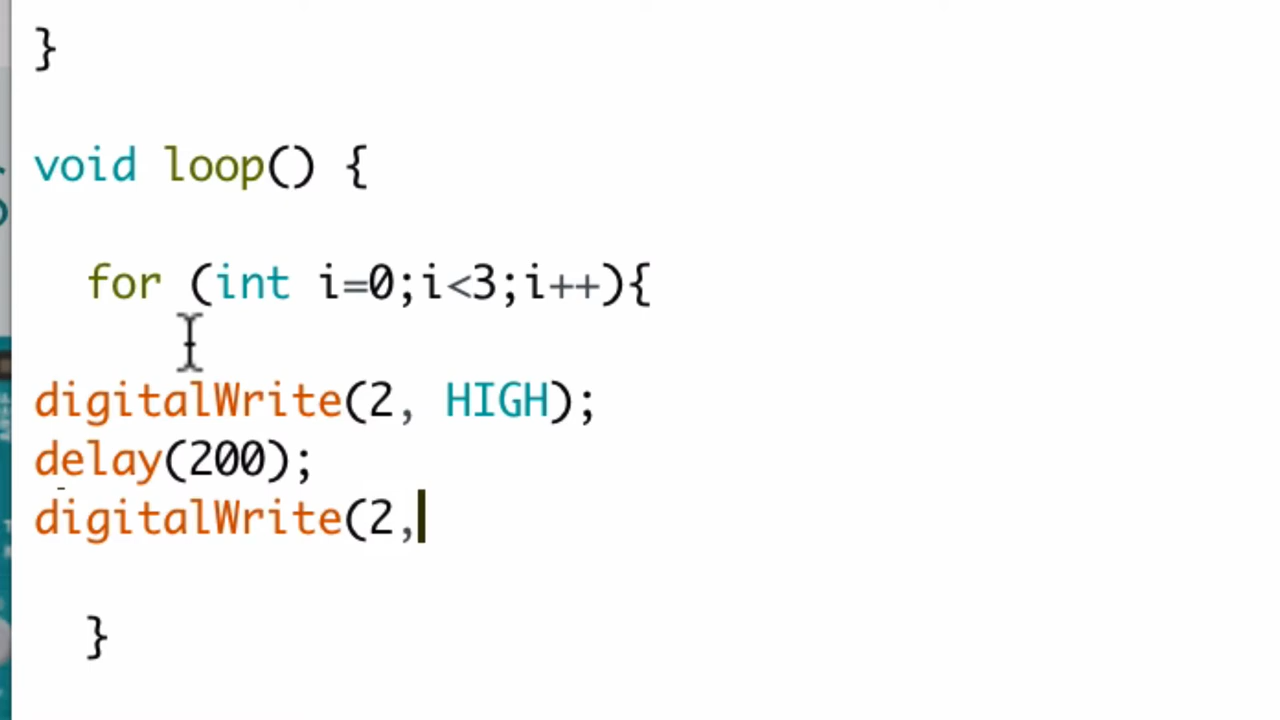 }
void loop() {
for (int i=0;i<3;i++){
digitalWrite(2, HIGH);
delay(200);
digitalWrite(2,
}